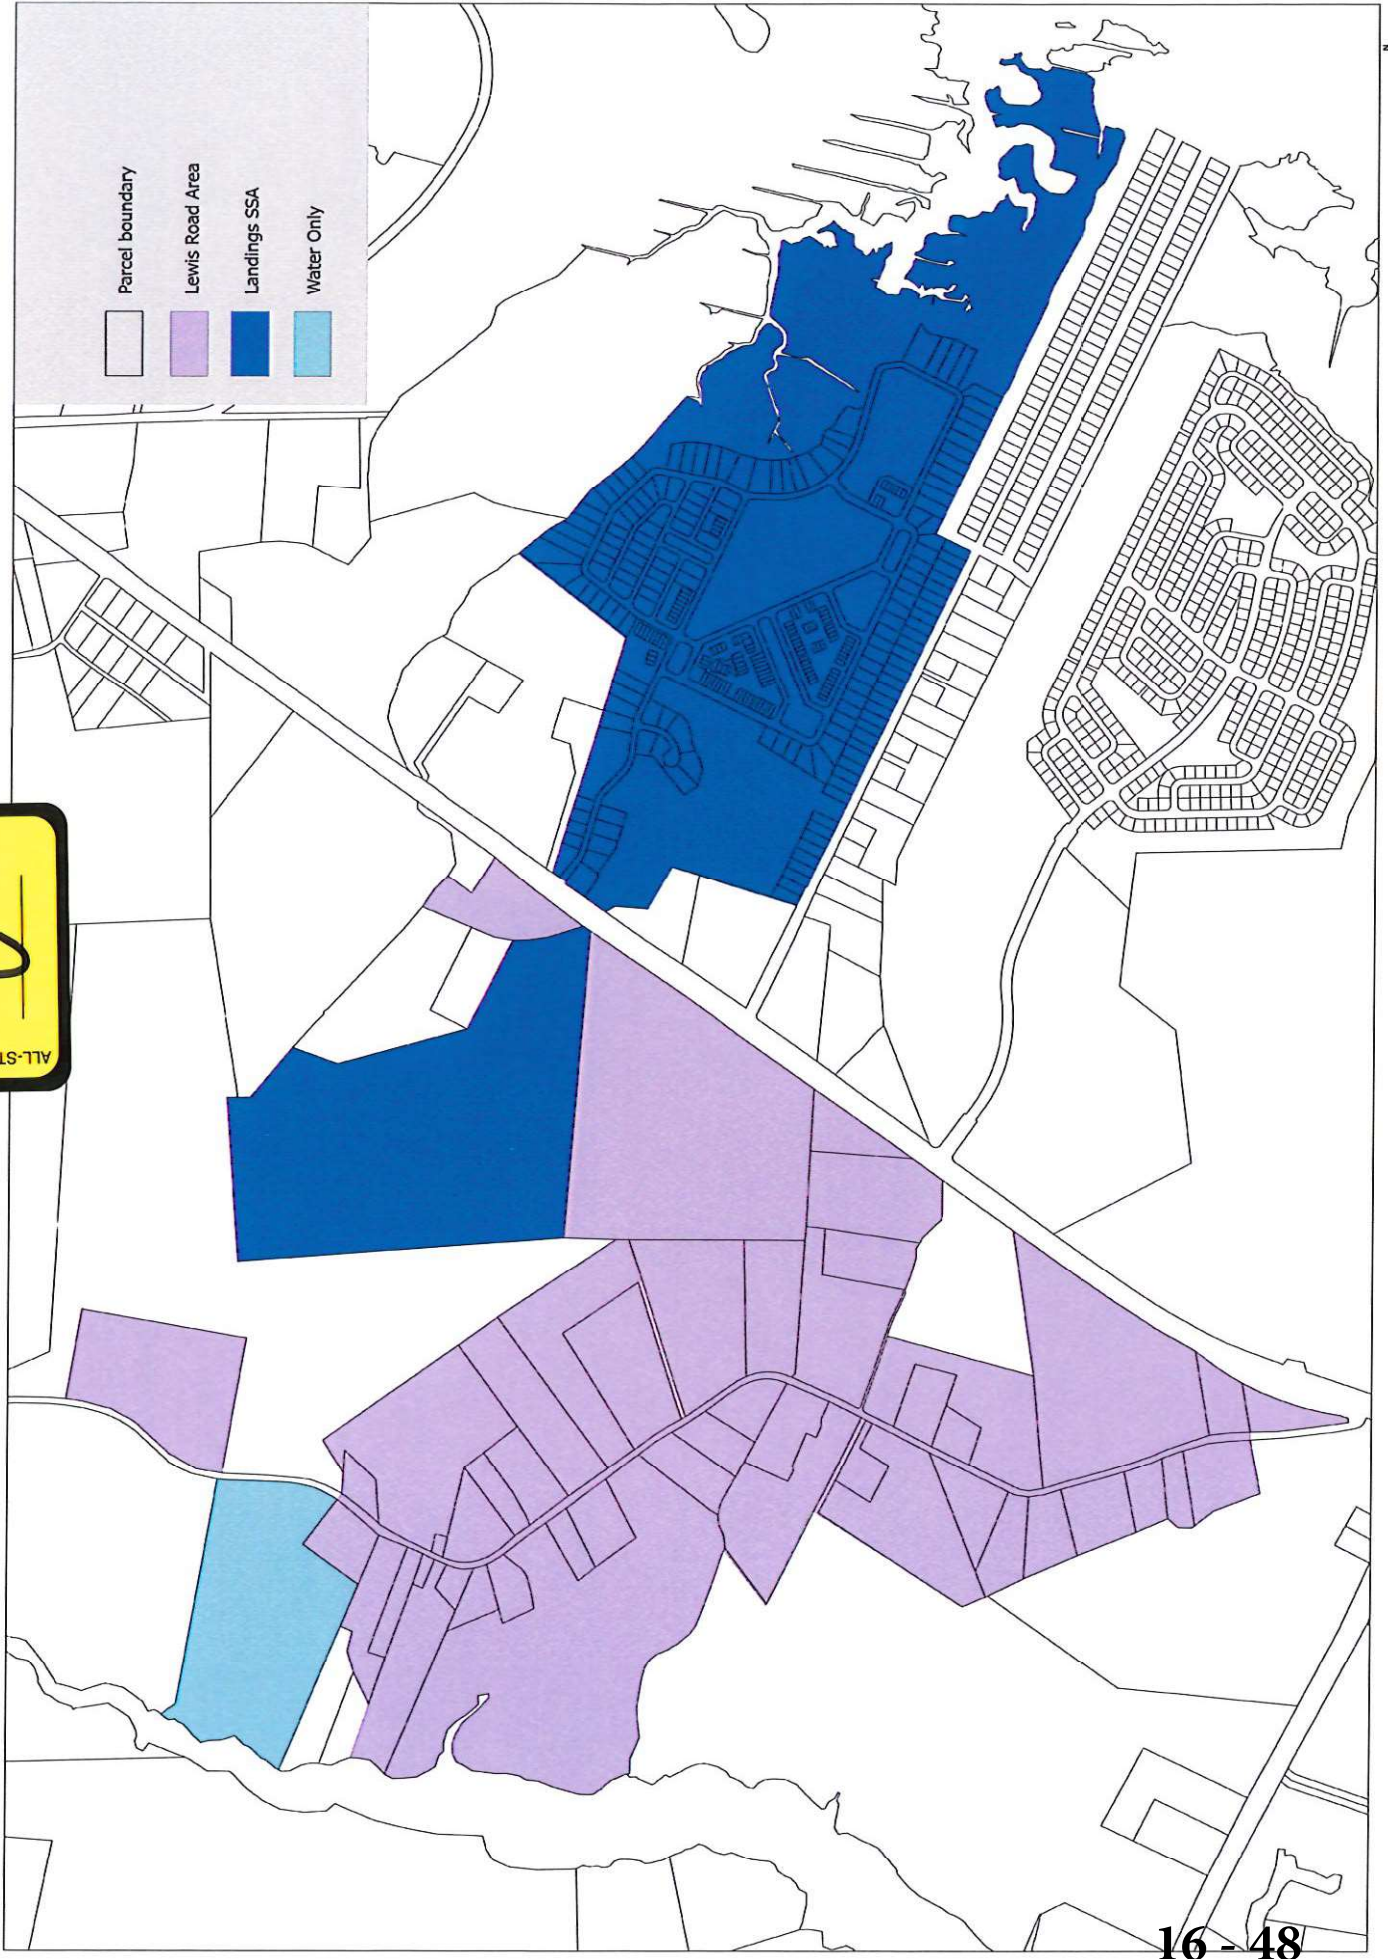 Parcel boundary
Lewis Road Area
Landings SSA
Water Only
ALL-ST
N
16 - 48